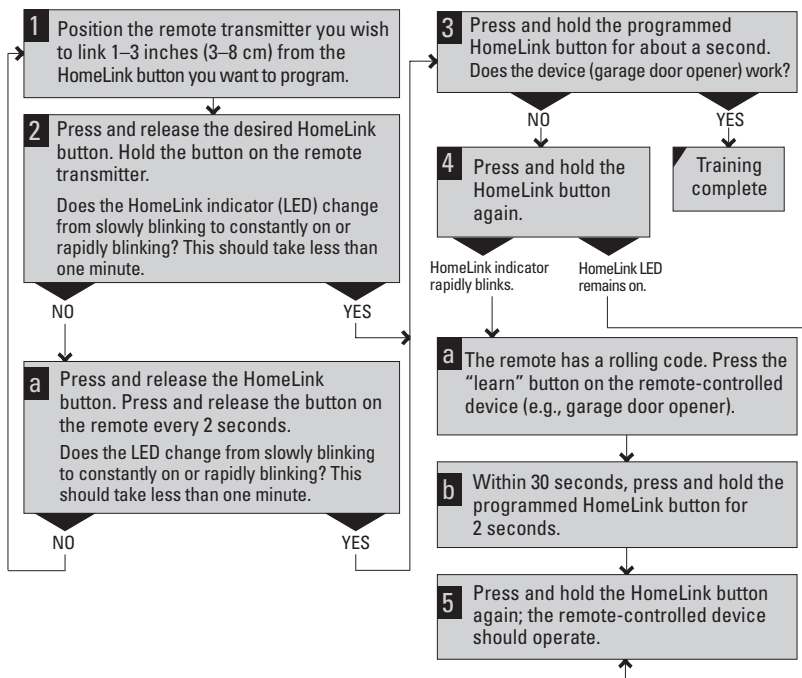 1
Position the remote transmitter you wish
to link 1–3 inches (3–8 cm) from the
HomeLink button you want to program.
2
Press and release the desired HomeLink
button. Hold the button on the remote
transmitter.
Does the HomeLink indicator (LED) change
from slowly blinking to constantly on or
rapidly blinking? This should take less than
one minute.
NO
YES
a
Press and release the HomeLink
button. Press and release the button on
the remote every 2 seconds.
Does the LED change from slowly blinking
to constantly on or rapidly blinking? This
should take less than one minute.
NO
YES
3
Press and hold the programmed
HomeLink button for about a second.
Does the device (garage door opener) work?
NO
YES
4
Press and hold the
HomeLink button
again.
Training
complete
HomeLink indicator
rapidly blinks.
HomeLink LED
remains on.
a
The remote has a rolling code. Press the
“learn” button on the remote-controlled
device (e.g., garage door opener).
b
Within 30 seconds, press and hold the
programmed HomeLink button for
2 seconds.
5
Press and hold the HomeLink button
again; the remote-controlled device
should operate.